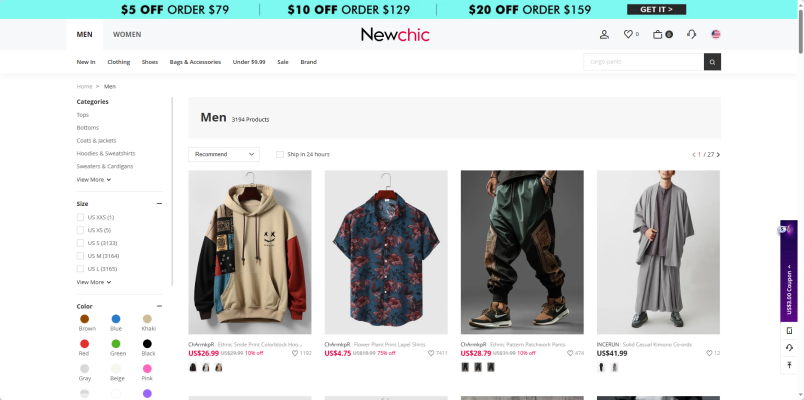 $5 OFF ORDER $79
$10 OFF ORDER $129
$20 OFF ORDER $159
GET IT >
MEN
WOMEN
Newchic
0
0
New In
Clothing
Shoes
Bags & Accessories
Under $9.99
Sale
Brand
cargo pants
Home > Men
Categories
Tops
Bottoms
Coats & Jackets
Hoodies & Sweatshirts
Sweaters & Cardigans
View More
Size
US XXS (1)
US XS (5)
US S (3133)
US M (3164)
US L (3165)
View More
Color
Brown
Blue
Khaki
Red
Green
Black
Gray
Beige
Pink
Men
3194 Products
Recommend
Ship in 24 hours
< 1 / 27 >
ChArmkpR · Ethnic Smile Print Colorblock Hoo...
US$26.99 US$29.99 10% off
1192
ChArmkpR · Flower Plant Print Lapel Shirts
US$4.75 US$18.99 75% off
7411
ChArmkpR · Ethnic Pattern Patchwork Pants
US$28.79 US$31.99 10% off
474
INCERUN · Solid Casual Kimono Co-ords
US$41.99
12
US$3.00 Coupon